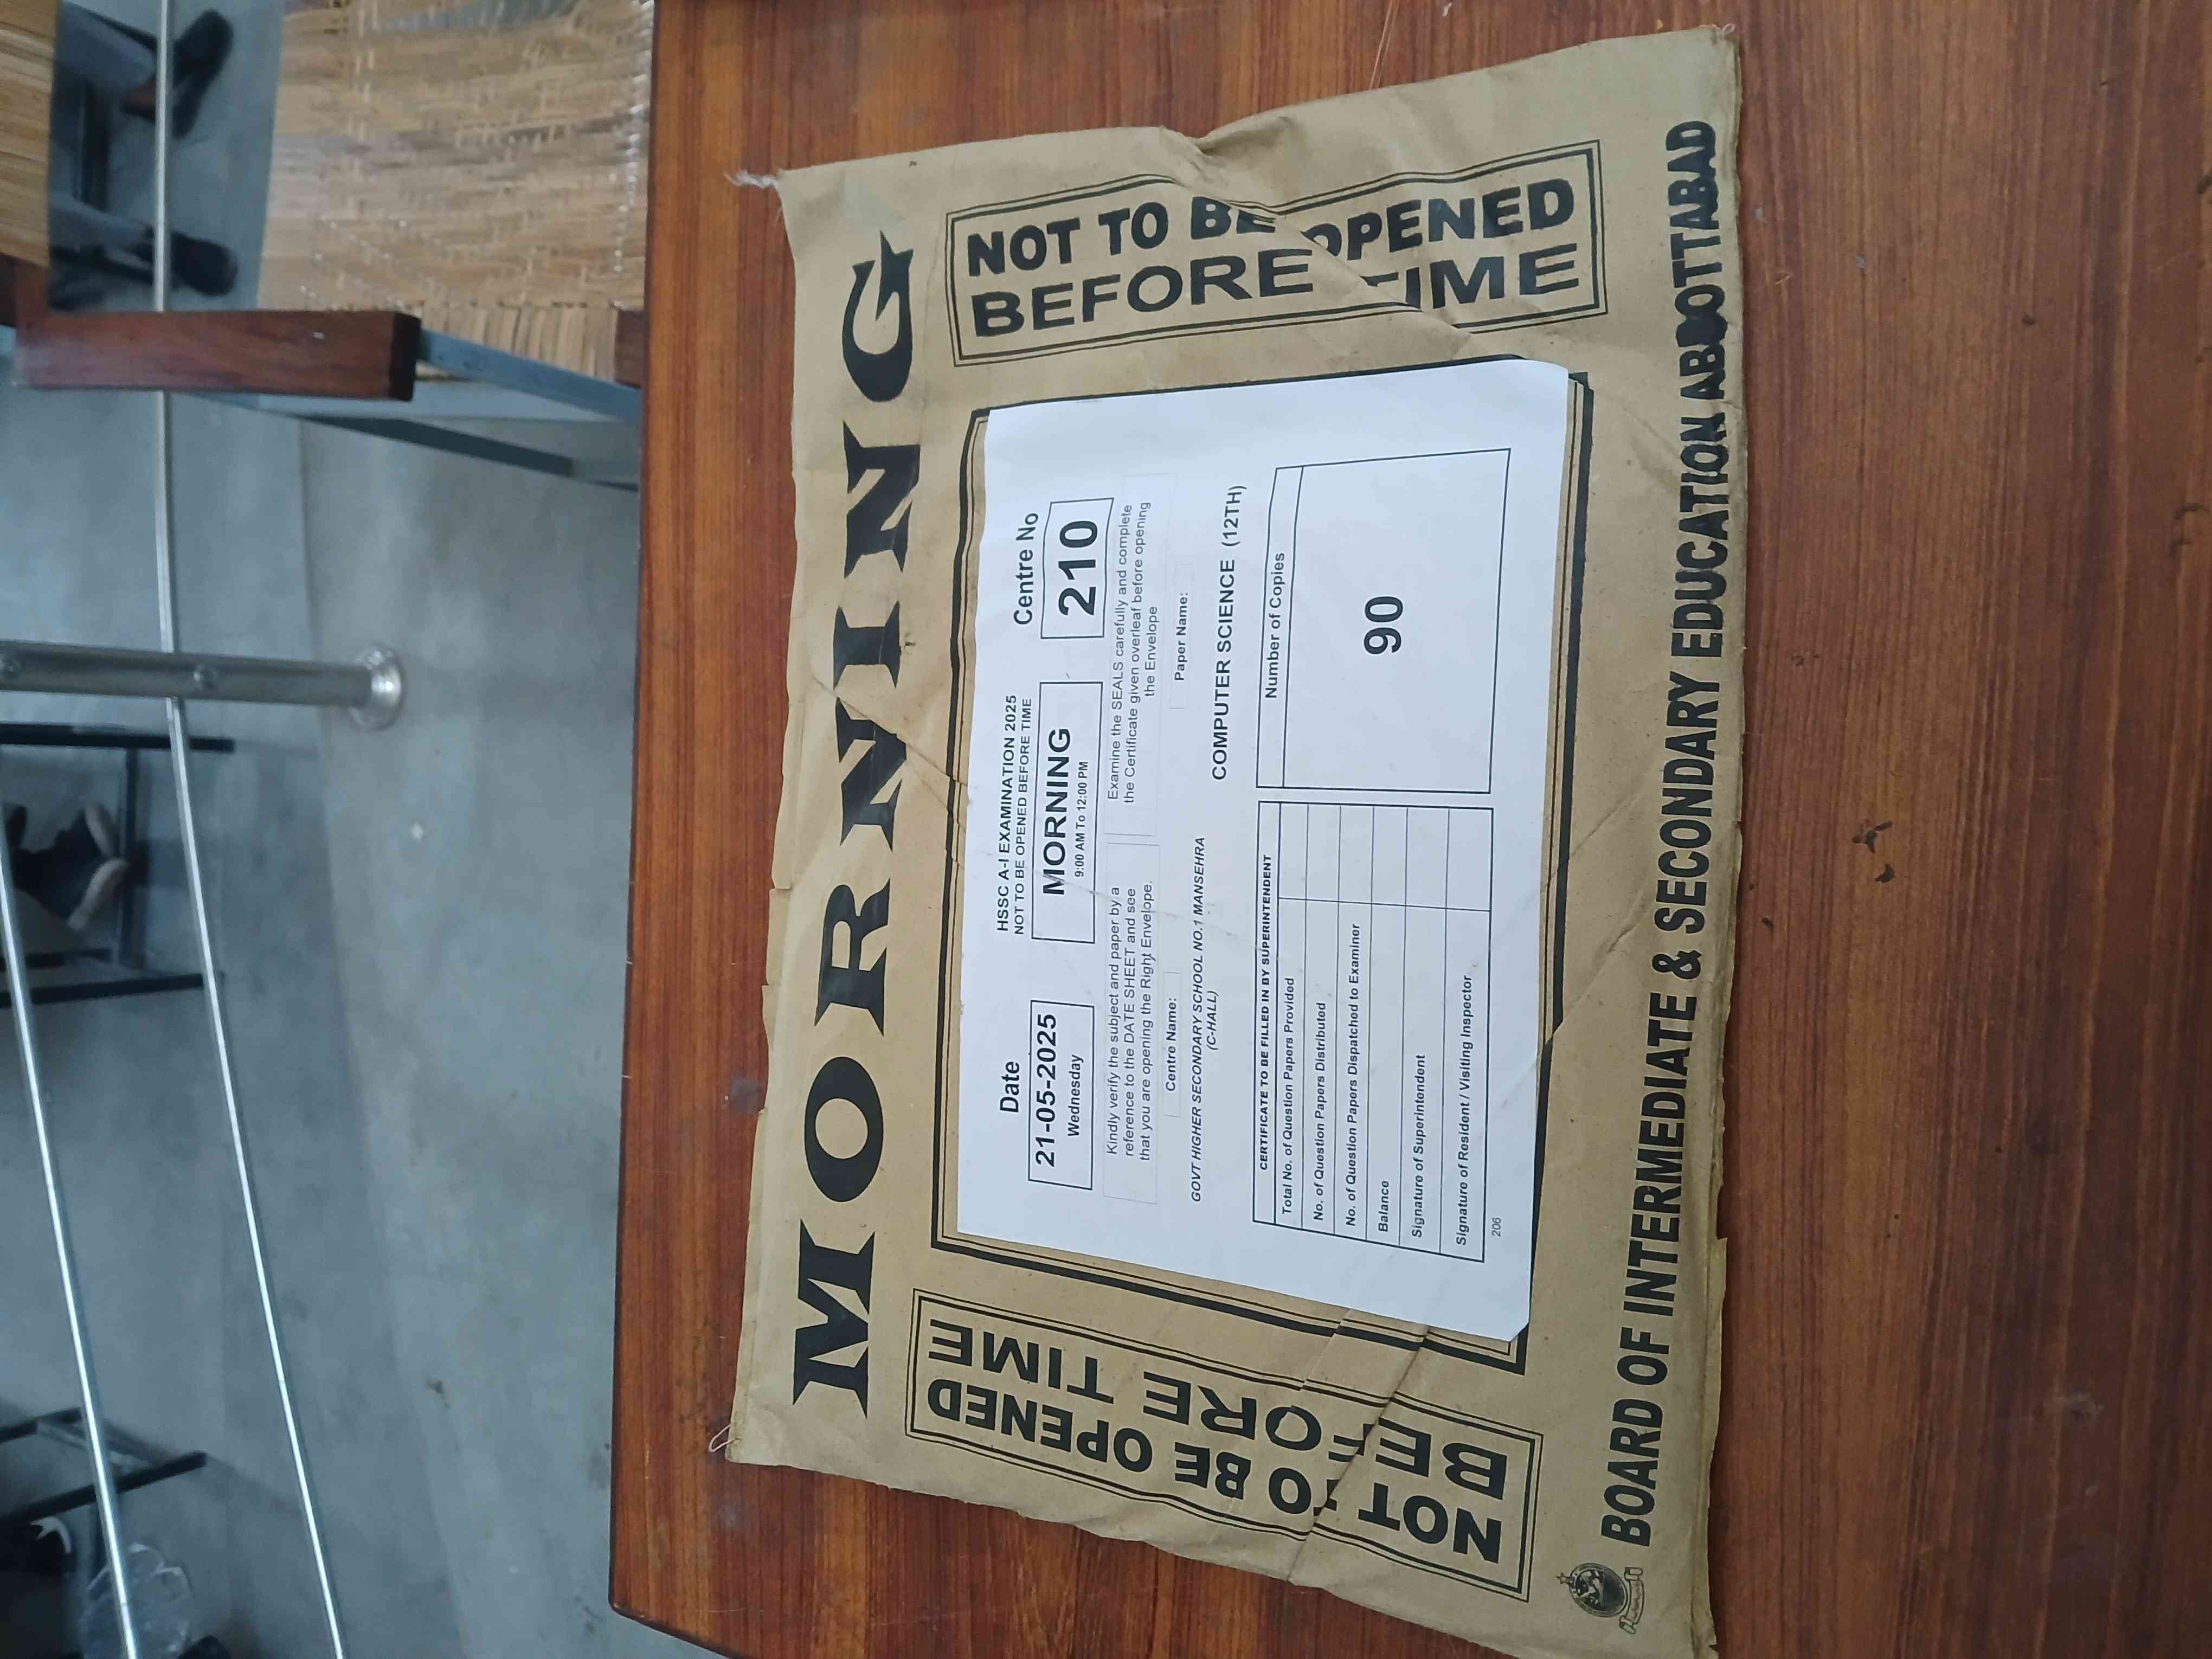 MORNING
NOT TO BE OPENED
BEFORE TIME
Date
21-05-2025
Wednesday
HSSC A-I EXAMINATION 2025
NOT TO BE OPENED BEFORE TIME
MORNING
9:00 AM To 12:00 PM
Centre No
210
Kindly verify the subject and paper by a
reference to the DATE SHEET and see
that you are opening the Right Envelope.
Examine the SEALS carefully and complete
the Certificate given overleaf before opening
the Envelope
Centre Name:
GOVT HIGHER SECONDARY SCHOOL NO.1 MANSEHRA
(C-HALL)
Paper Name:
COMPUTER SCIENCE (12TH)
CERTIFICATE TO BE FILLED IN BY SUPERINTENDENT
Total No. of Question Papers Provided
No. of Question Papers Distributed
No. of Question Papers Dispatched to Examiner
Balance
Signature of Superintendent
Signature of Resident / Visiting Inspector
Number of Copies
90
206
NOT TO BE OPENED
BEFORE TIME
BOARD OF INTERMEDIATE & SECONDARY EDUCATION ABBOTTABAD